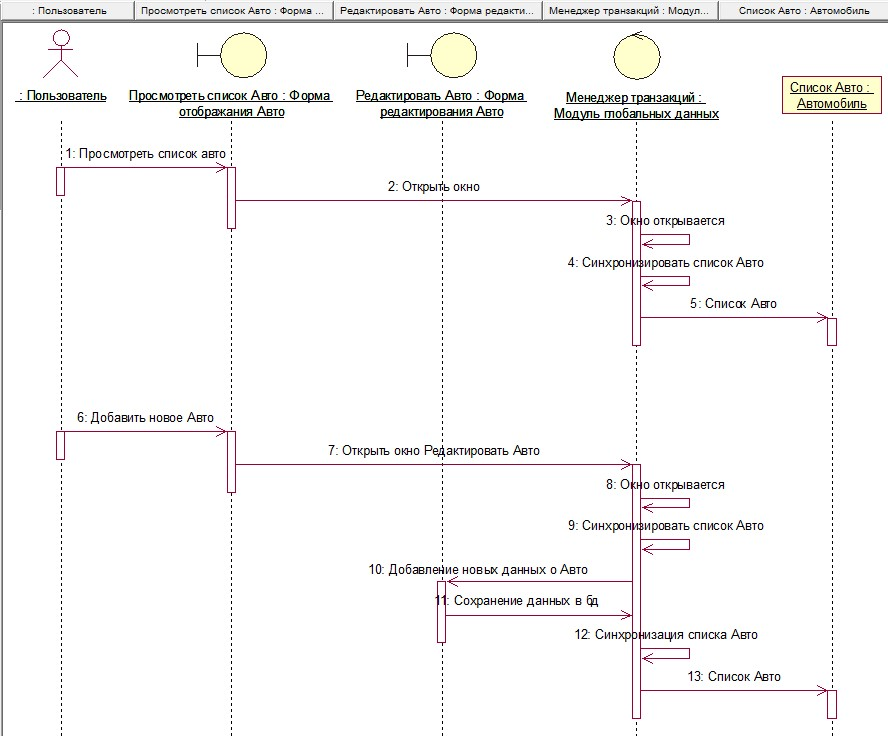 : Пользователь
Просмотреть список Авто : Форма ...
Редактировать Авто : Форма редакти...
Менеджер транзакций : Модул...
Список Авто : Автомобиль
: Пользователь
Просмотреть список Авто : Форма
отображания Авто
Редактировать Авто : Форма
редактирования Авто
Менеджер транзакций :
Модуль глобальных данных
Список Авто :
Автомобиль
1: Просмотреть список авто
2: Открыть окно
3: Окно открывается
4: Синхронизировать список Авто
5: Список Авто
6: Добавить новое Авто
7: Открыть окно Редактировать Авто
8: Окно открывается
9: Синхронизировать список Авто
10: Добавление новых данных о Авто
11: Сохранение данных в бд
12: Синхронизация списка Авто
13: Список Авто